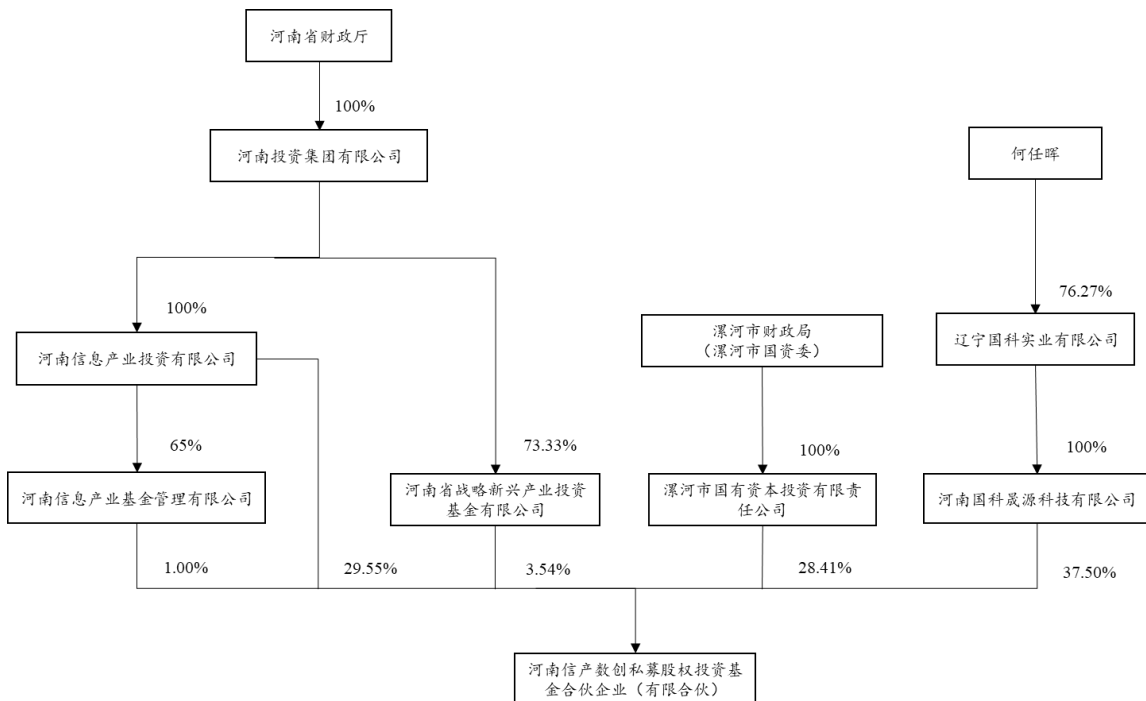 河南省财政厅
100%
河南投资集团有限公司
何任晖
76.27%
100%
漯河市财政局
（漯河市国资委）
辽宁国科实业有限公司
河南信息产业投资有限公司
65%
73.33%
100%
100%
河南信息产业基金管理有限公司
河南省战略新兴产业投资
基金有限公司
漯河市国有资本投资有限责
任公司
河南国科晟源科技有限公司
1.00%
29.55%
3.54%
28.41%
37.50%
河南信产数创私募股权投资基
金合伙企业（有限合伙）